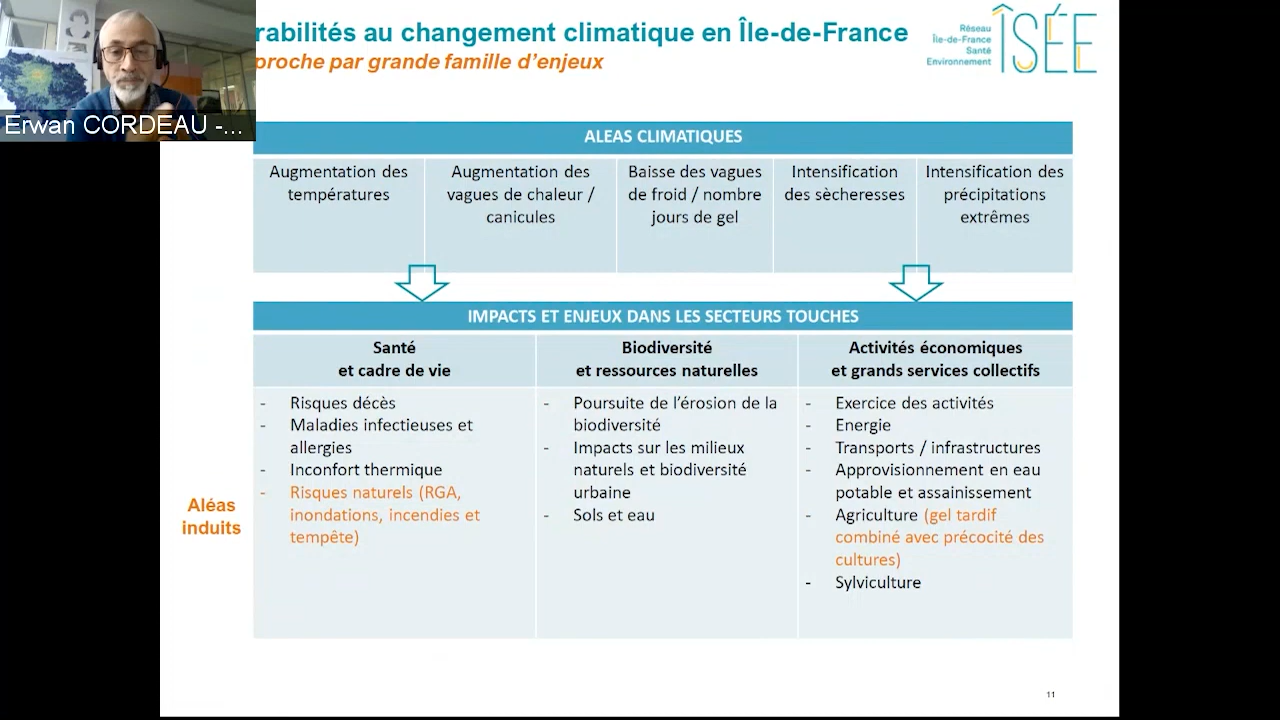 rabilités au changement climatique en Île-de-France
proche par grande famille d’enjeux
Réseau
Île-de-France
Santé
Environnement
ÎSÉE
Erwan CORDEAU -...
ALEAS CLIMATIQUES
Augmentation des
températures
Augmentation des
vagues de chaleur /
canicules
Baisse des vagues
de froid / nombre
jours de gel
Intensification
des sècheresses
Intensification des
précipitations
extrêmes
IMPACTS ET ENJEUX DANS LES SECTEURS TOUCHES
Santé
et cadre de vie
Biodiversité
et ressources naturelles
Activités économiques
et grands services collectifs
Aléas
induits
- Risques décès
- Maladies infectieuses et
allergies
- Inconfort thermique
- Risques naturels (RGA,
inondations, incendies et
tempête)
- Poursuite de l’érosion de la
biodiversité
- Impacts sur les milieux
naturels et biodiversité
urbaine
- Sols et eau
- Exercice des activités
- Energie
- Transports / infrastructures
- Approvisionnement en eau
potable et assainissement
- Agriculture (gel tardif
combiné avec précocité des
cultures)
- Sylviculture
11